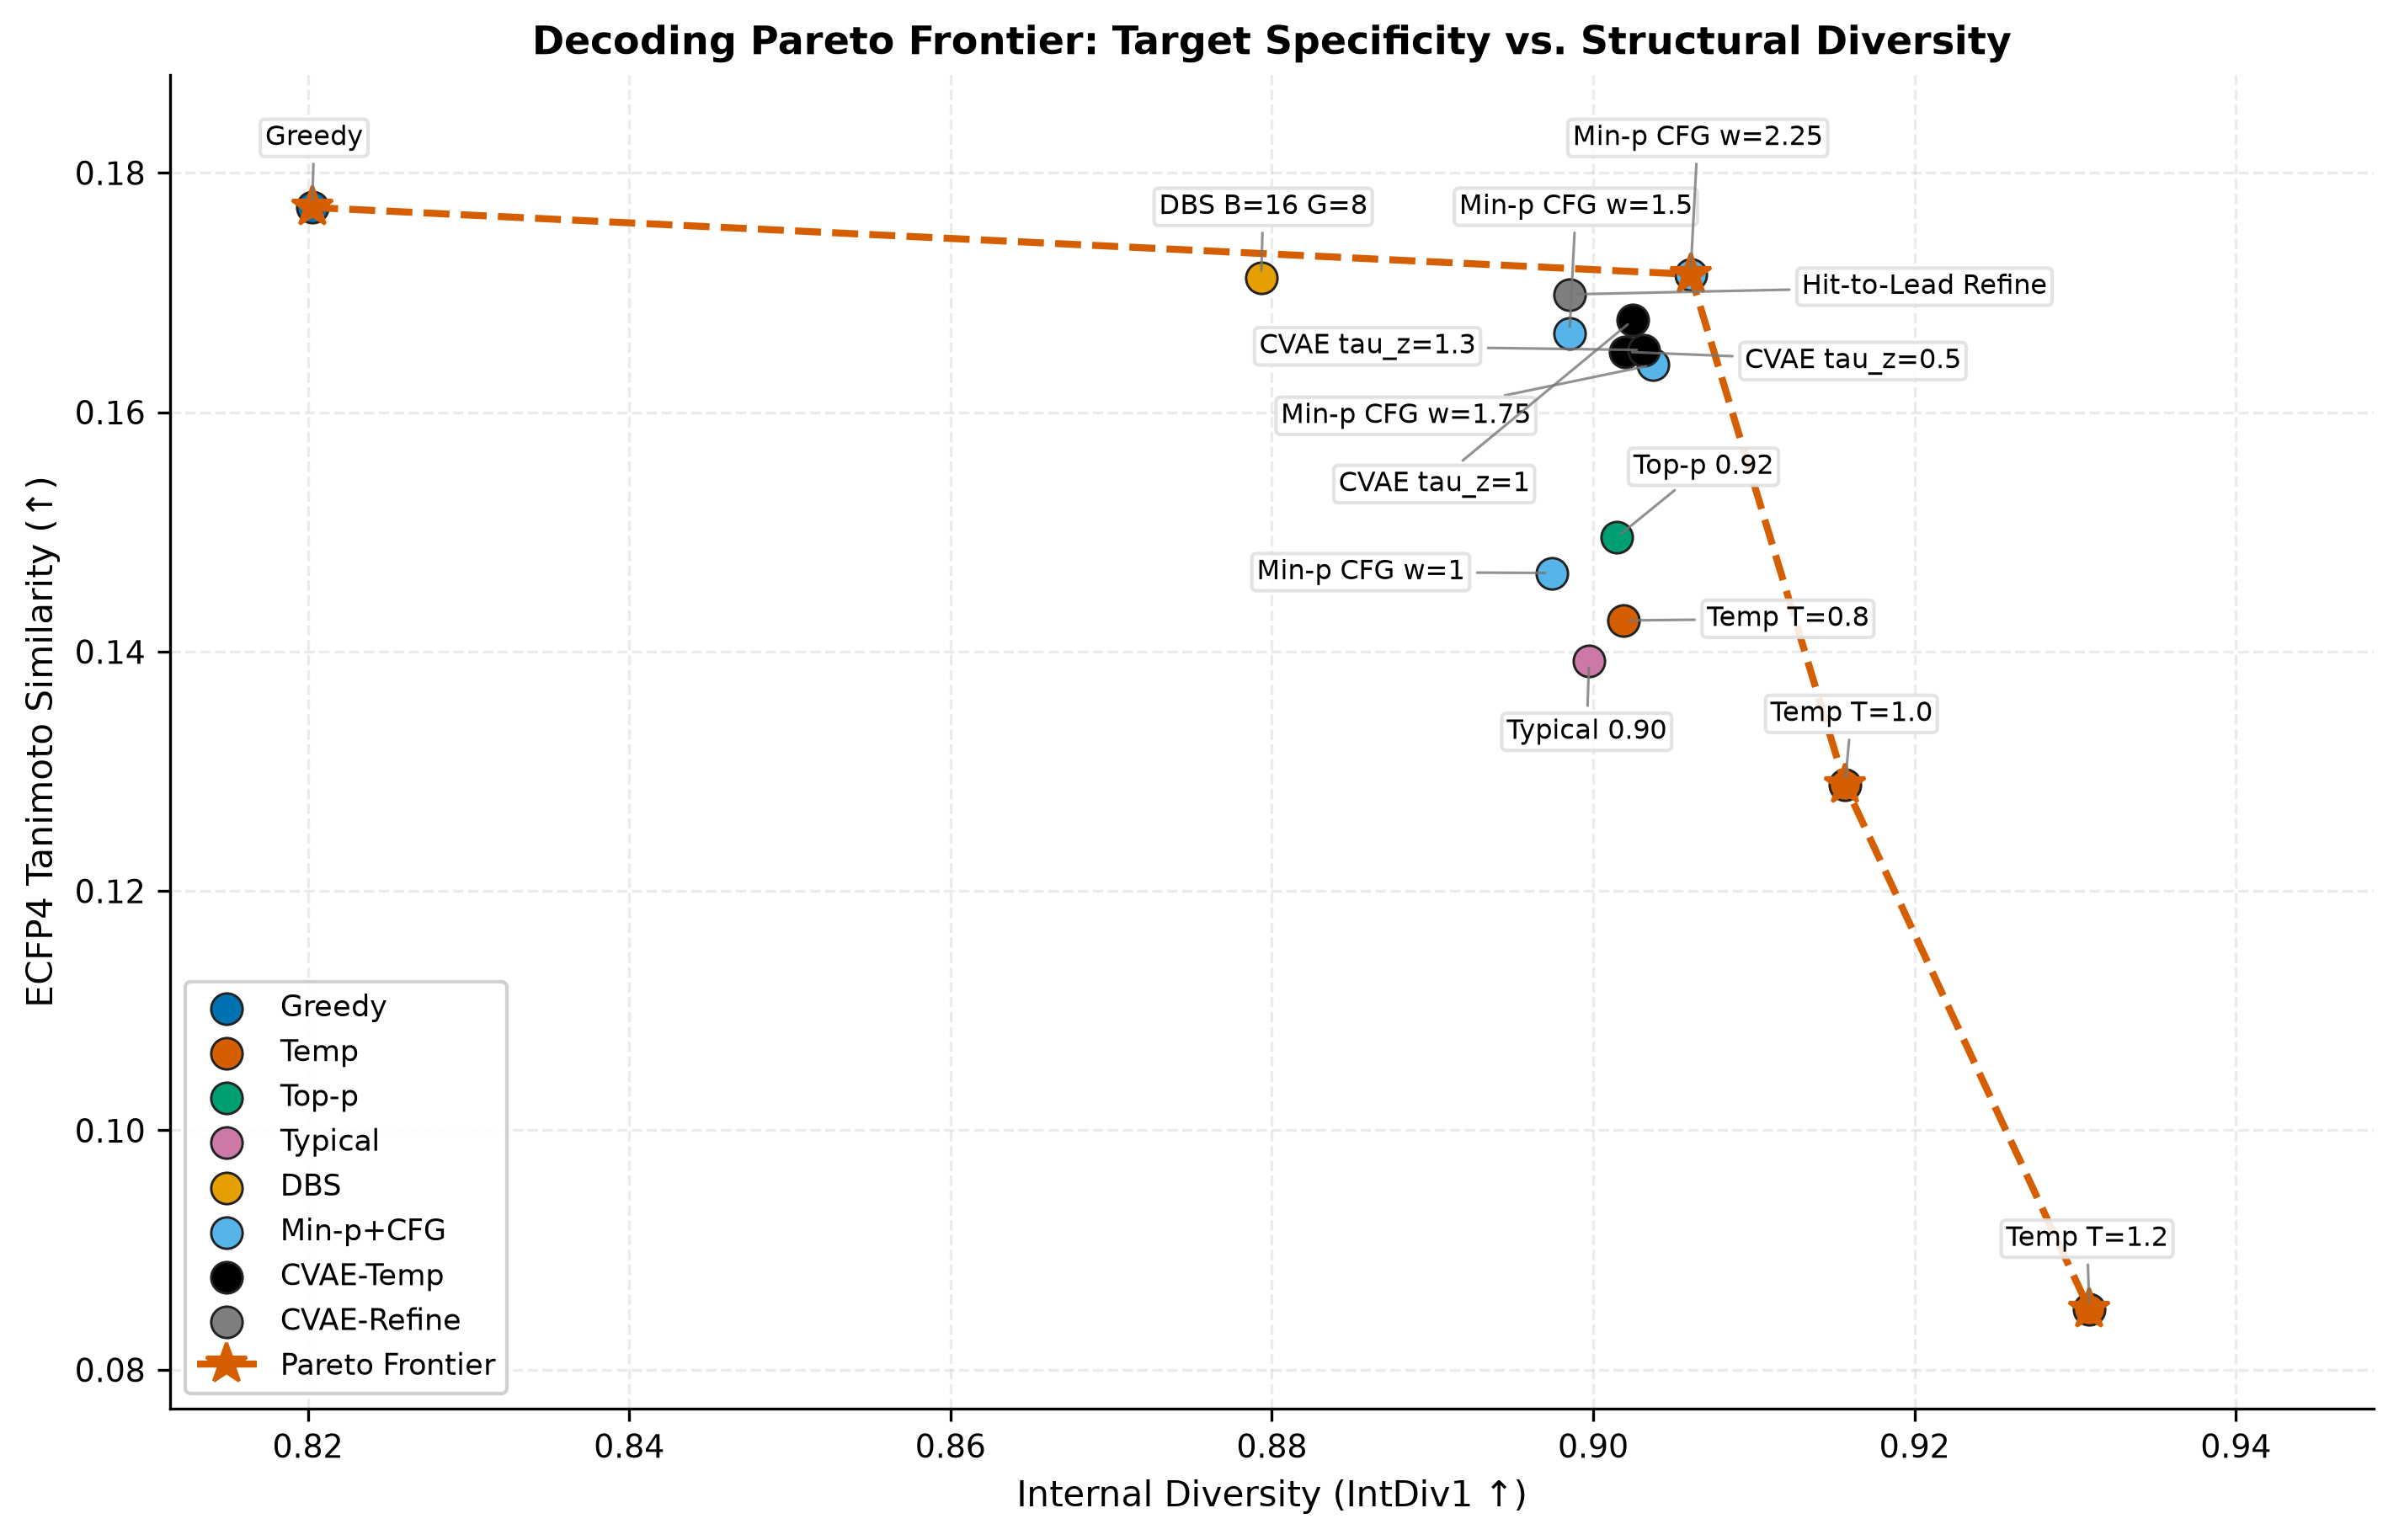 Decoding Pareto Frontier: Target Specificity vs. Structural Diversity
ECFP4 Tanimoto Similarity (↑)
0.18
0.16
0.14
0.12
0.10
0.08
Greedy
Min-p CFG w=2.25
DBS B=16 G=8
Min-p CFG w=1.5
Hit-to-Lead Refine
CVAE tau_z=1.3
CVAE tau_z=0.5
Min-p CFG w=1.75
CVAE tau_z=1
Top-p 0.92
Min-p CFG w=1
Temp T=0.8
Typical 0.90
Temp T=1.0
Temp T=1.2
Greedy
Temp
Top-p
Typical
DBS
Min-p+CFG
CVAE-Temp
CVAE-Refine
Pareto Frontier
0.82
0.84
0.86
0.88
0.90
0.92
0.94
Internal Diversity (IntDiv1 ↑)